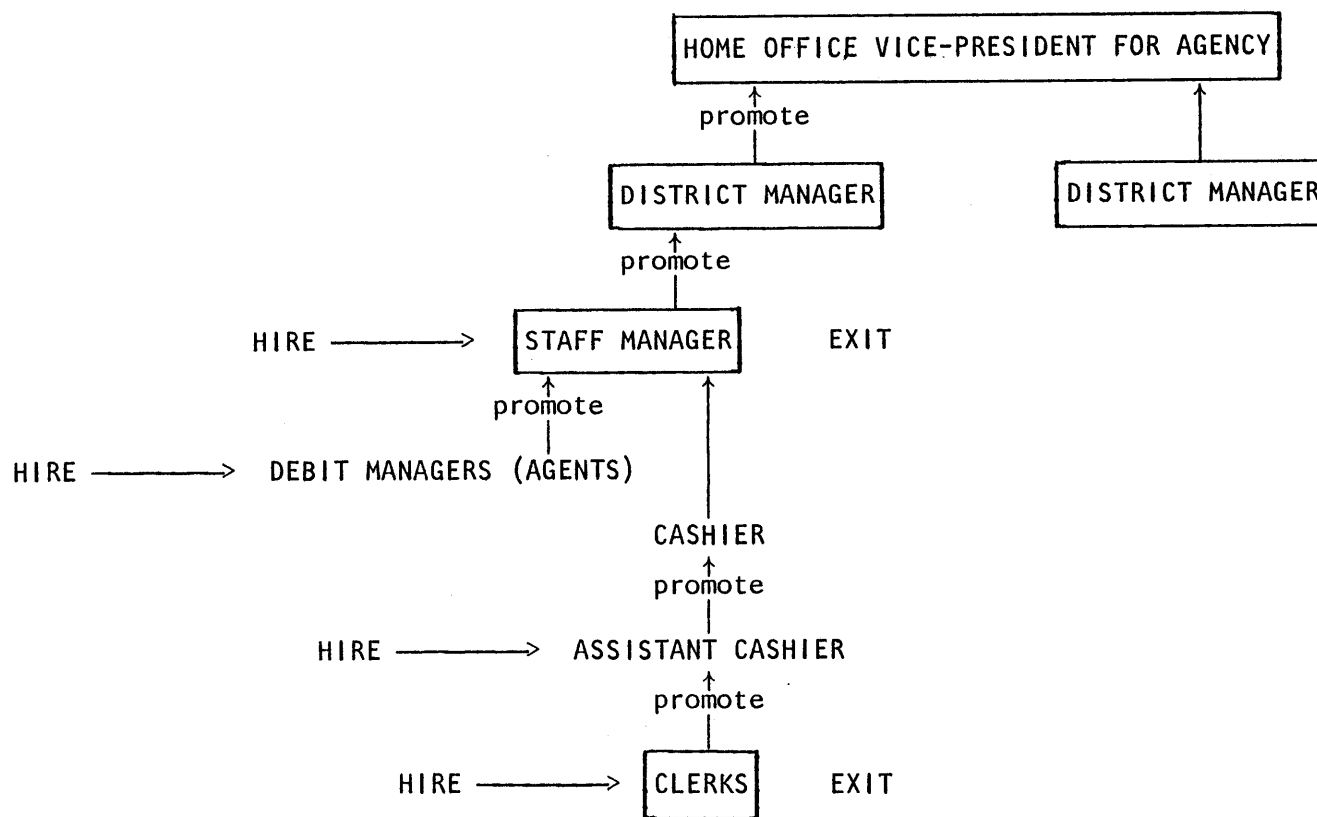 HOME OFFICE VICE-PRESIDENT FOR AGENCY
promote
DISTRICT MANAGER
DISTRICT MANAGER
promote
HIRE STAFF MANAGER EXIT
promote
HIRE DEBIT MANAGERS (AGENTS)
CASHIER
promote
HIRE ASSISTANT CASHIER
promote
HIRE CLERKS EXIT